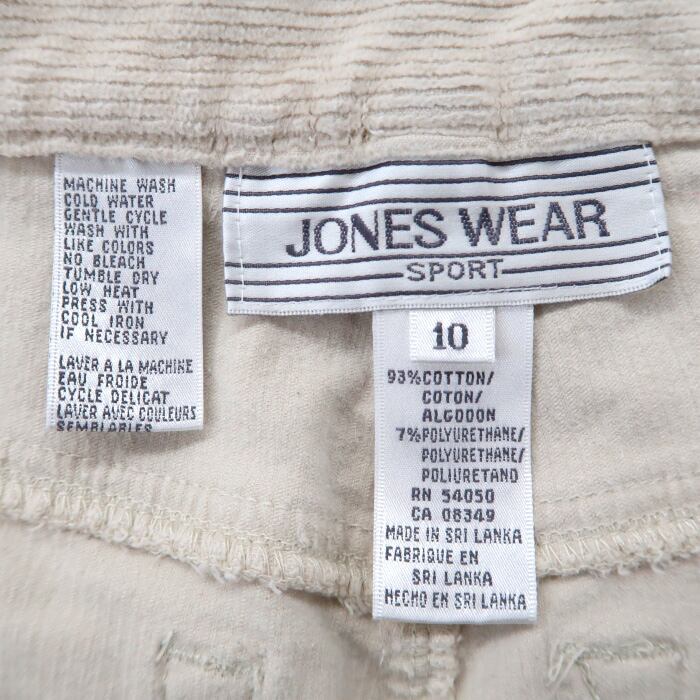 MACHINE WASH
COLD WATER
GENTLE CYCLE
WASH WITH
LIKE COLORS
NO BLEACH
TUMBLE DRY
LOW HEAT
PRESS WITH
COOL IRON
IF NECESSARY
LAVER A LA MACHINE
EAU FROIDE
CYCLE DELICAT
LAVER AVEC COULEURS
SEMBLABLES
JONES WEAR
SPORT
10
93%COTTON/
COTON/
ALGODON
7%POLYURETHANE/
POLYURETHANE/
POLIURETANO
RN 54050
CA 08349
MADE IN SRI LANKA
FABRIQUE EN
SRI LANKA
HECHO EN SRI LANKA